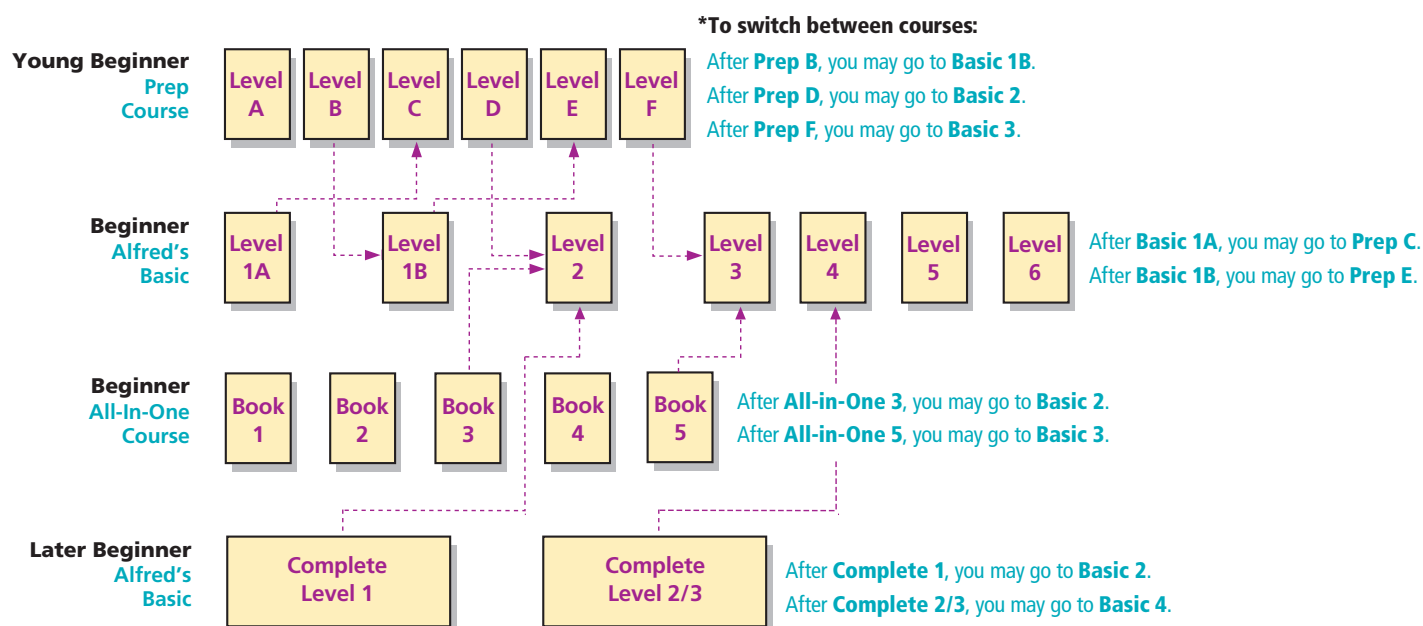 *To switch between courses:
Young Beginner
Prep
Course
Level
A
Level
B
Level
C
Level
D
Level
E
Level
F
After Prep B, you may go to Basic 1B.
After Prep D, you may go to Basic 2.
After Prep F, you may go to Basic 3.
Beginner
Alfred's
Basic
Level
1A
Level
1B
Level
2
Level
3
Level
4
Level
5
Level
6
After Basic 1A, you may go to Prep C.
After Basic 1B, you may go to Prep E.
Beginner
All-In-One
Course
Book
1
Book
2
Book
3
Book
4
Book
5
After All-in-One 3, you may go to Basic 2.
After All-in-One 5, you may go to Basic 3.
Later Beginner
Alfred's
Basic
Complete
Level 1
Complete
Level 2/3
After Complete 1, you may go to Basic 2.
After Complete 2/3, you may go to Basic 4.